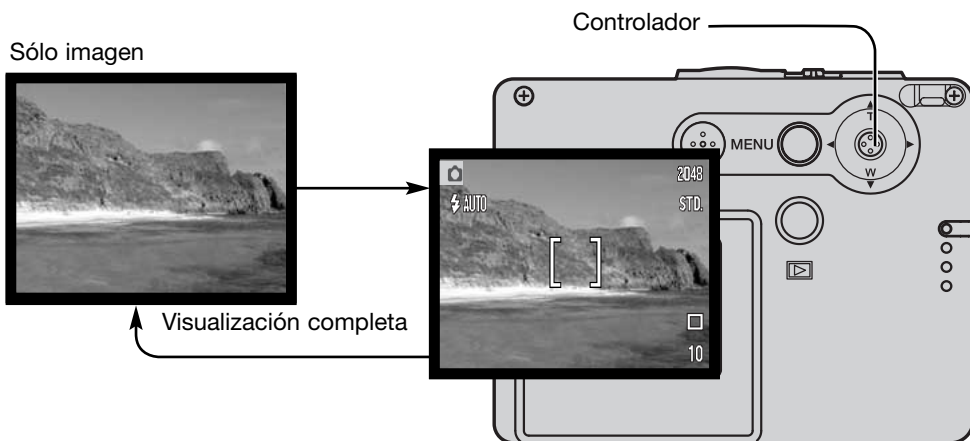 Controlador
Sólo imagen
MENU
T
W
AUTO
2048
STD.
10
Visualización completa